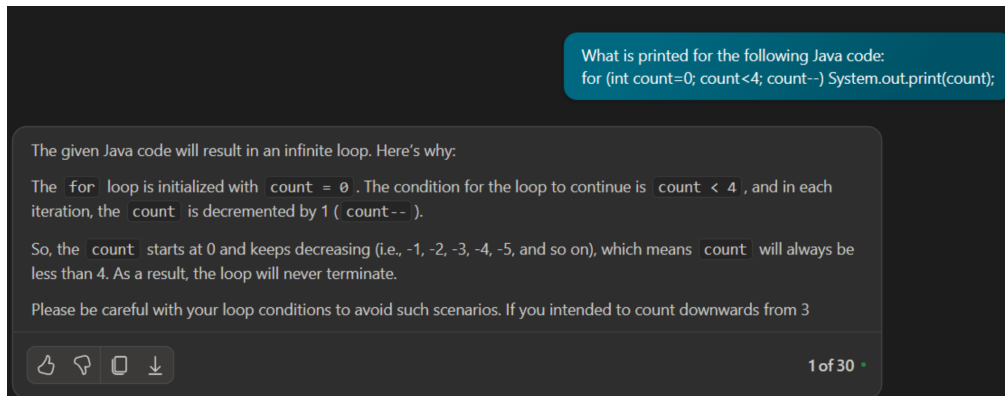 What is printed for the following Java code:
for (int count=0; count<4; count--) System.out.print(count);
The given Java code will result in an infinite loop. Here's why:
The for loop is initialized with count = 0. The condition for the loop to continue is count < 4, and in each
iteration, the count is decremented by 1 ( count-- ).
So, the count starts at 0 and keeps decreasing (i.e., -1, -2, -3, -4, -5, and so on), which means count will always be
less than 4. As a result, the loop will never terminate.
Please be careful with your loop conditions to avoid such scenarios. If you intended to count downwards from 3
1 of 30